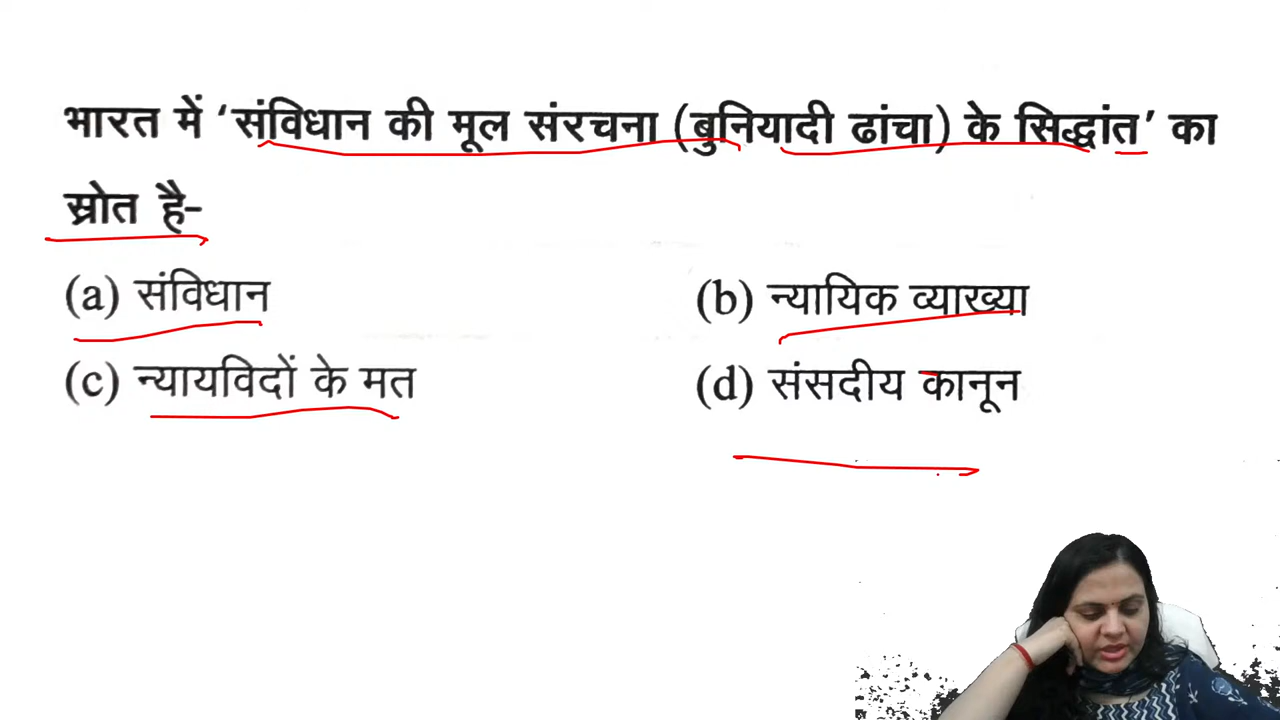 भारत में ‘संविधान की मूल संरचना (बुनियादी ढांचा) के सिद्धांत’ का
स्रोत है-
(a) संविधान (b) न्यायिक व्याख्या
(c) न्यायविदों के मत (d) संसदीय कानून